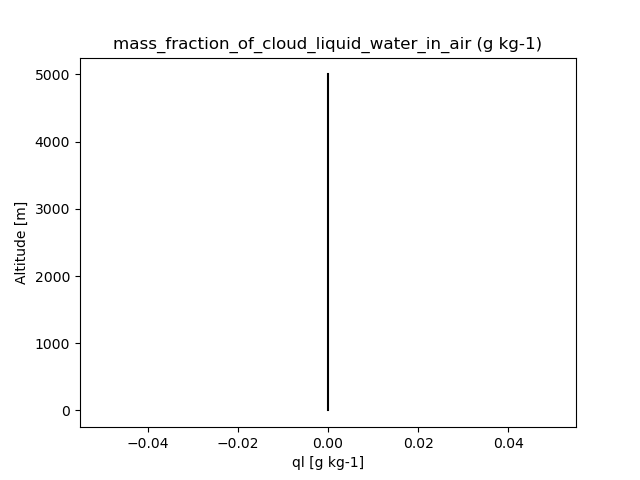 mass_fraction_of_cloud_liquid_water_in_air (g kg-1)
5000
4000
3000
2000
1000
0
Altitude [m]
−0.04 −0.02 0.00 0.02 0.04
ql [g kg-1]